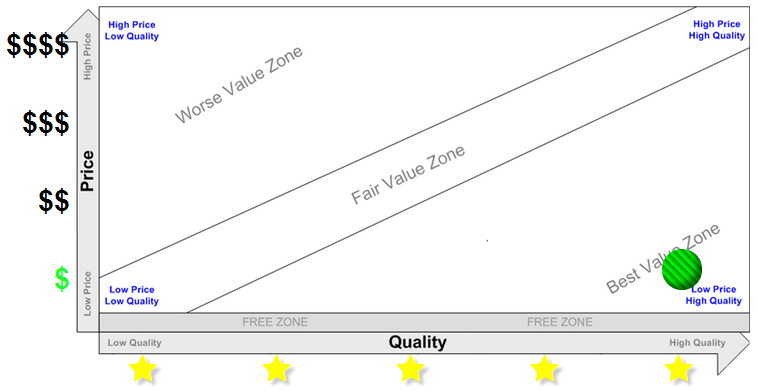 High Price
Low Quality
High Price
High Quality
$$$$
High Price
Worse Value Zone
$$$
Price
Fair Value Zone
$$
Best Value Zone
$
Low Price
Low Price
Low Quality
Low Price
High Quality
FREE ZONE
FREE ZONE
Low Quality
Quality
High Quality